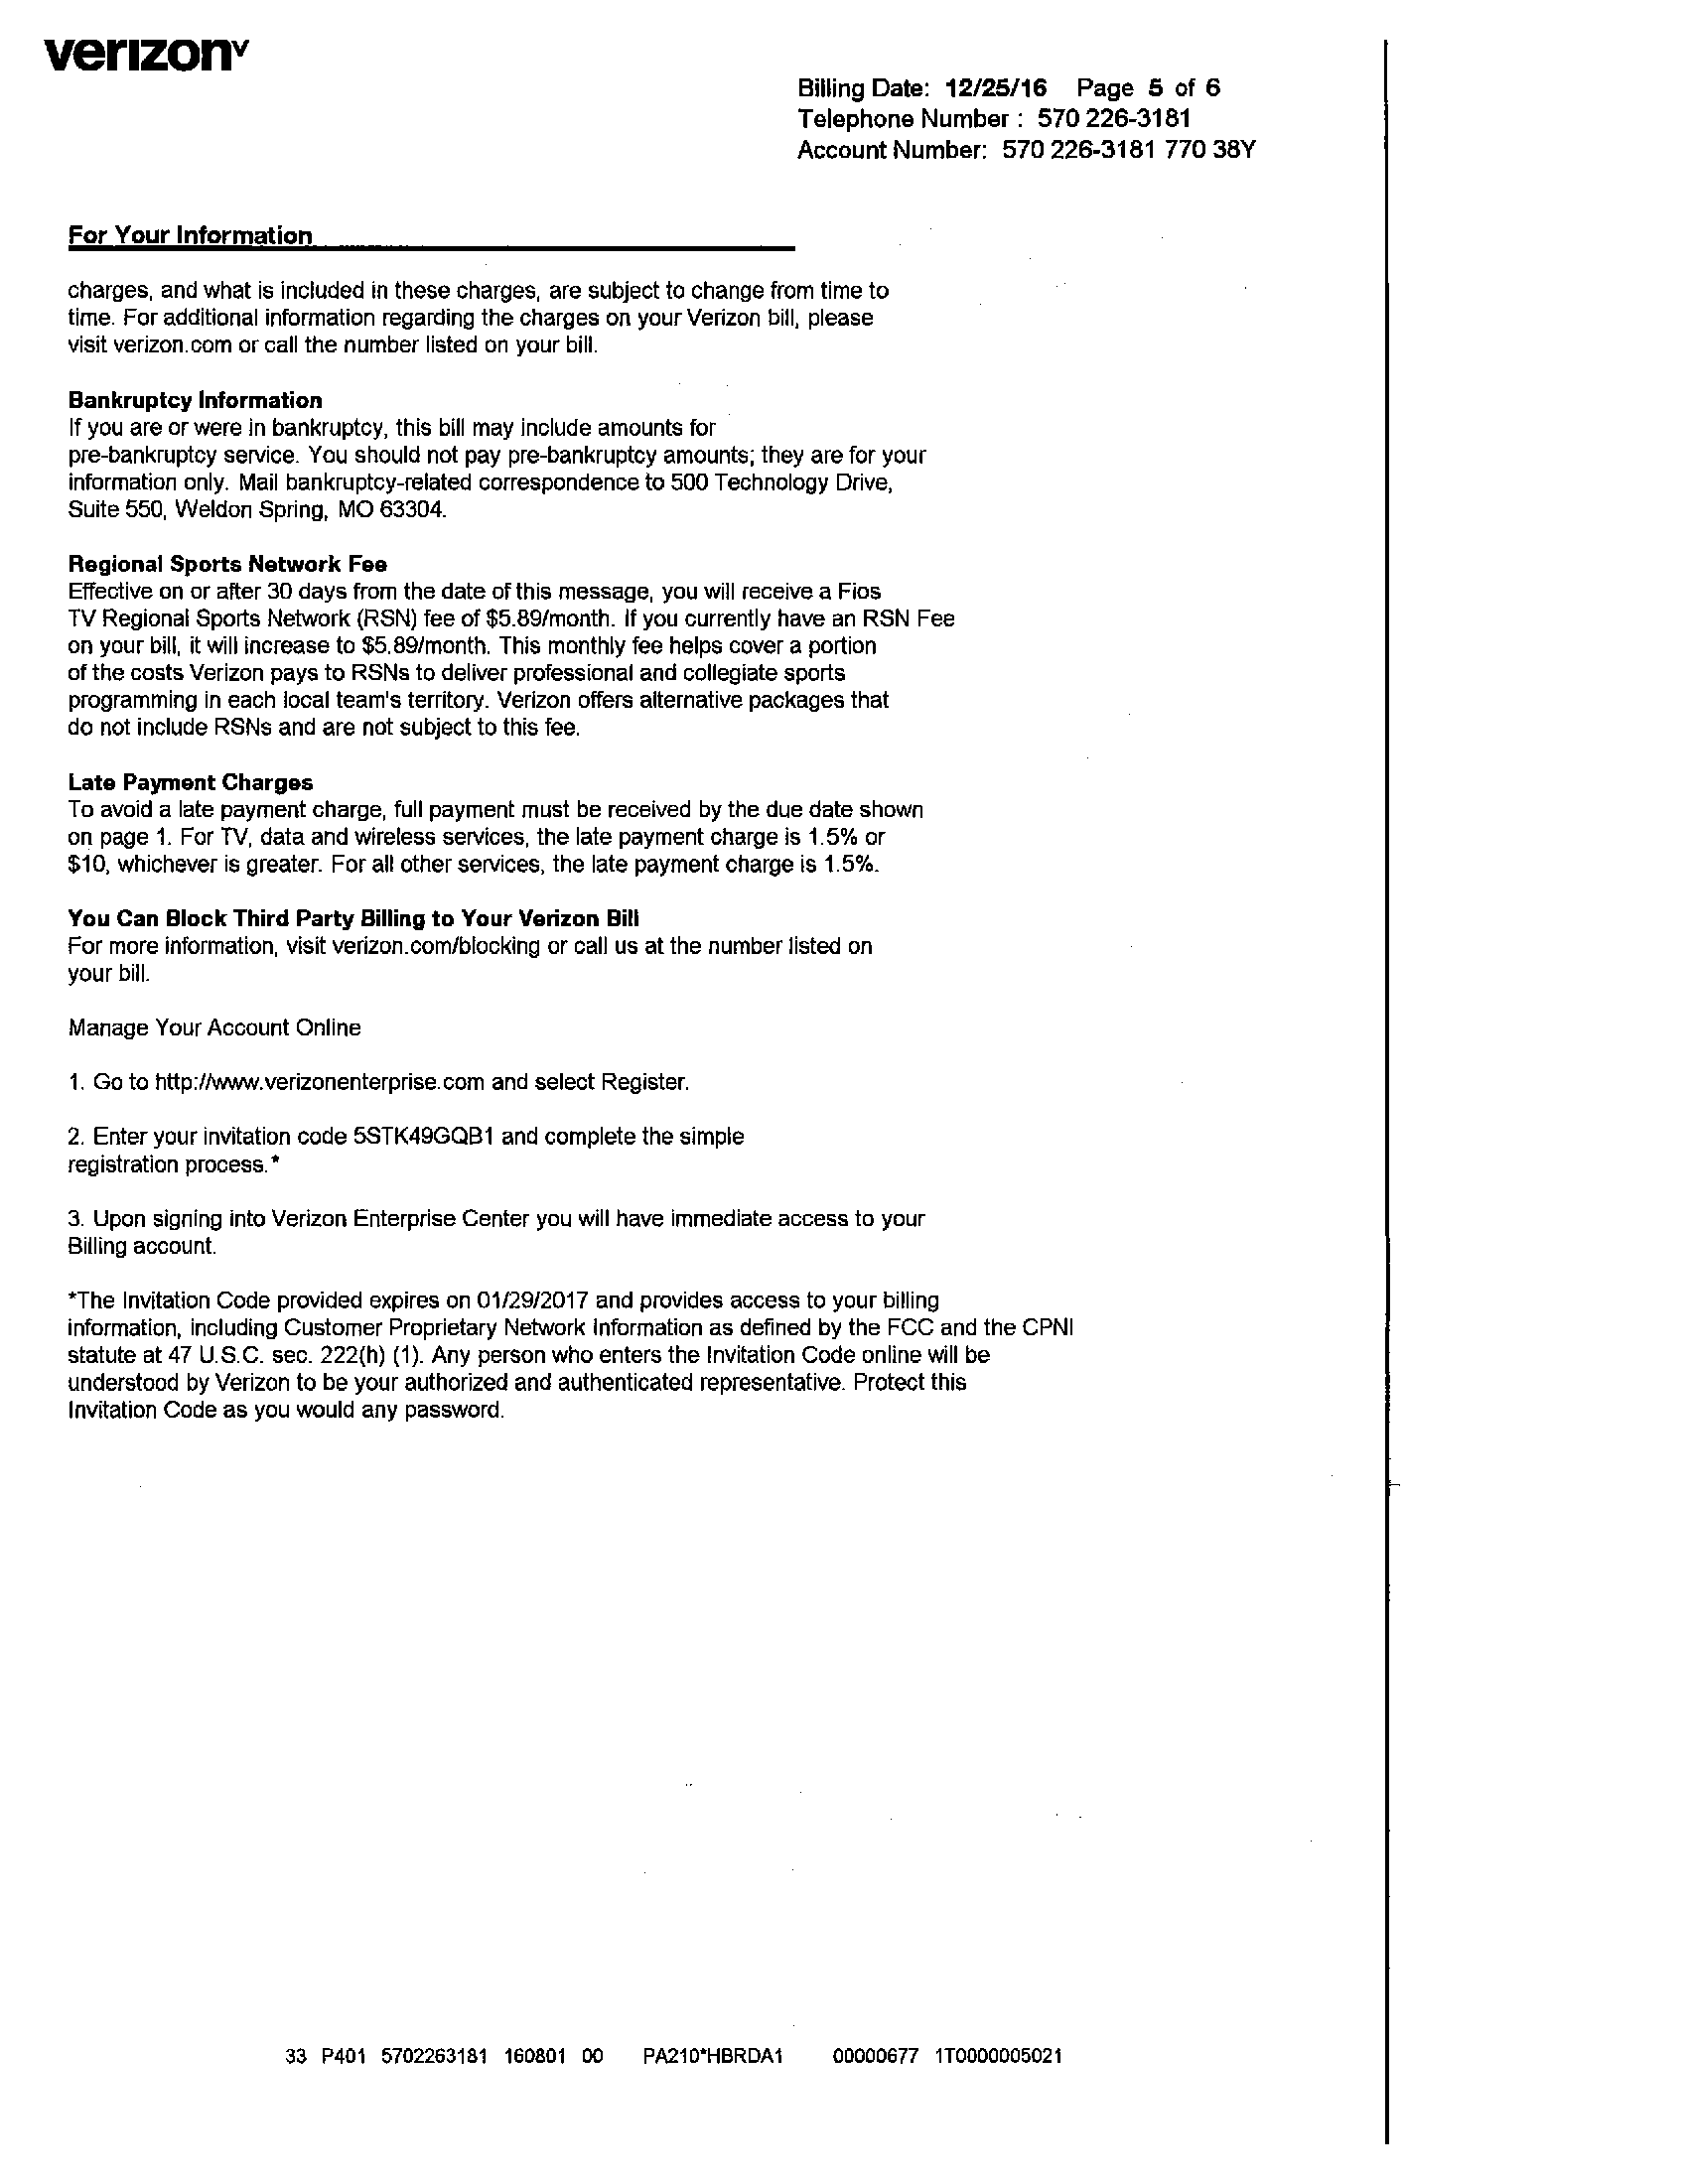 verizon✓
Billing Date: 12/25/16 Page 5 of 6
Telephone Number : 570 226-3181
Account Number: 570 226-3181 770 38Y
For Your Information
charges, and what is included in these charges, are subject to change from time to
time. For additional information regarding the charges on your Verizon bill, please
visit verizon.com or call the number listed on your bill.
Bankruptcy Information
If you are or were in bankruptcy, this bill may include amounts for
pre-bankruptcy service. You should not pay pre-bankruptcy amounts; they are for your
information only. Mail bankruptcy-related correspondence to 500 Technology Drive,
Suite 550, Weldon Spring, MO 63304.
Regional Sports Network Fee
Effective on or after 30 days from the date of this message, you will receive a Fios
TV Regional Sports Network (RSN) fee of $5.89/month. If you currently have an RSN Fee
on your bill, it will increase to $5.89/month. This monthly fee helps cover a portion
of the costs Verizon pays to RSNs to deliver professional and collegiate sports
programming in each local team's territory. Verizon offers alternative packages that
do not include RSNs and are not subject to this fee.
Late Payment Charges
To avoid a late payment charge, full payment must be received by the due date shown
on page 1. For TV, data and wireless services, the late payment charge is 1.5% or
$10, whichever is greater. For all other services, the late payment charge is 1.5%.
You Can Block Third Party Billing to Your Verizon Bill
For more information, visit verizon.com/blocking or call us at the number listed on
your bill.
Manage Your Account Online
1. Go to http://www.verizonenterprise.com and select Register.
2. Enter your invitation code 5STK49GQB1 and complete the simple
registration process.*
3. Upon signing into Verizon Enterprise Center you will have immediate access to your
Billing account.
*The Invitation Code provided expires on 01/29/2017 and provides access to your billing
information, including Customer Proprietary Network Information as defined by the FCC and the CPNI
statute at 47 U.S.C. sec. 222(h) (1). Any person who enters the Invitation Code online will be
understood by Verizon to be your authorized and authenticated representative. Protect this
Invitation Code as you would any password.
33 P401 5702263181 160801 00 PA210*HBRDA1 00000677 1T0000005021